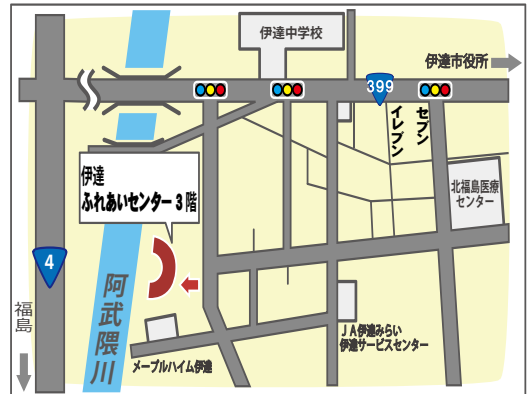 伊達中学校
伊達市役所
399
セブン
イレブン
伊達
ふれあいセンター3階
北福島医療
センター
4
阿武隈川
福島
JA伊達みらい
伊達サービスセンター
メープルハイム伊達